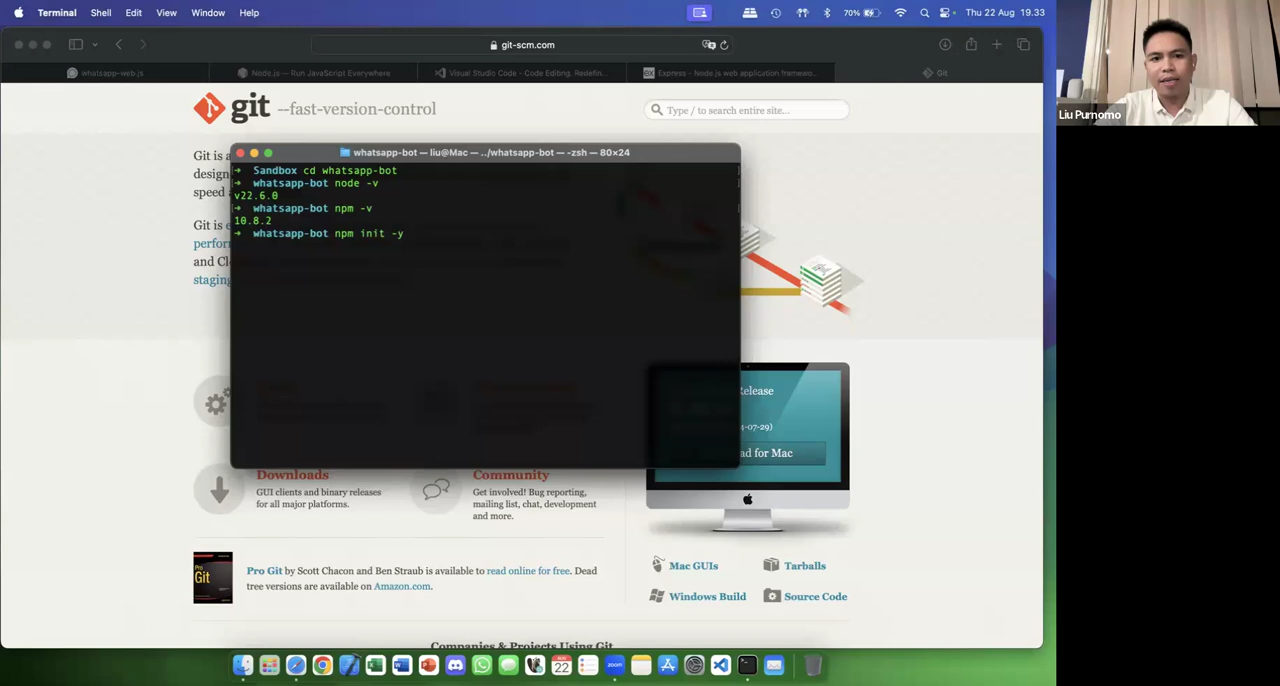 Terminal Shell Edit View Window Help 70% Thu 22 Aug 19.33
git-scm.com
whatsapp-web.js Node.js — Run JavaScript Everywhere Visual Studio Code - Code Editing. Redefin... Express - Node.js web application framewo... Git
git --fast-version-control
Type / to search entire site...
Liu Purnomo
whatsapp-bot — liu@Mac — ../whatsapp-bot — -zsh — 80×24
Git is a
design
speed a
Sandbox cd whatsapp-bot
whatsapp-bot node -v
v22.6.0
whatsapp-bot npm -v
10.8.2
whatsapp-bot npm init -y
Git is
perfor
and Cl
staging
Release
4-07-29)
ad for Mac
Downloads
GUI clients and binary releases
for all major platforms.
Community
Get involved! Bug reporting,
mailing list, chat, development
and more.
Pro Git by Scott Chacon and Ben Straub is available to read online for free. Dead
tree versions are available on Amazon.com.
Pro
Git
Mac GUIs Tarballs
Windows Build Source Code
Companies & Projects Using Git
zoom